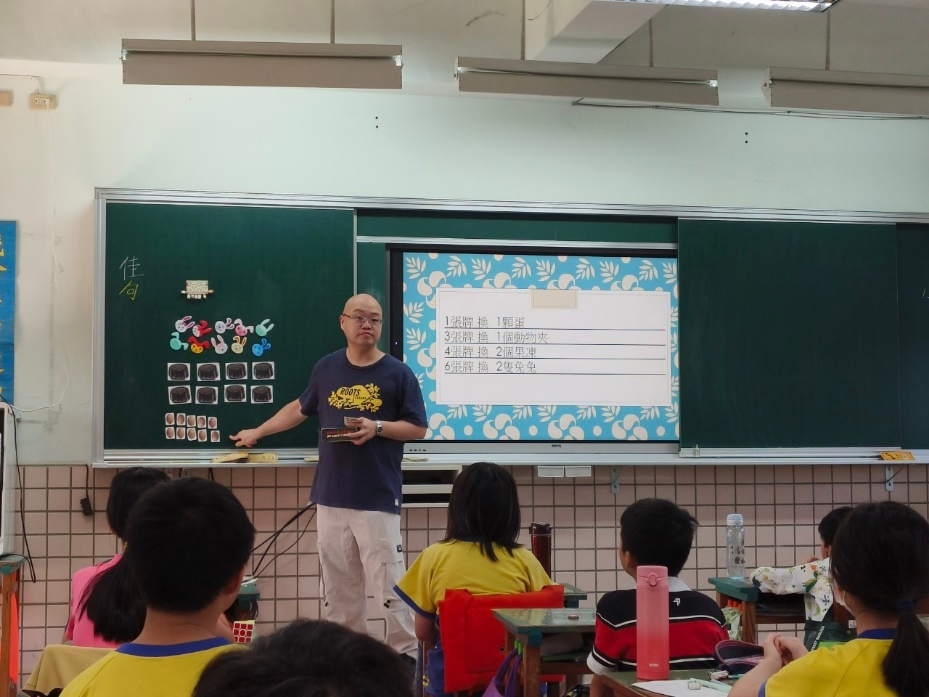 佳
句
1張牌 換 1顆蛋
3張牌 換 1個動物夾
4張牌 換 2個果凍
6張牌 換 2隻兔兔
ROOTS